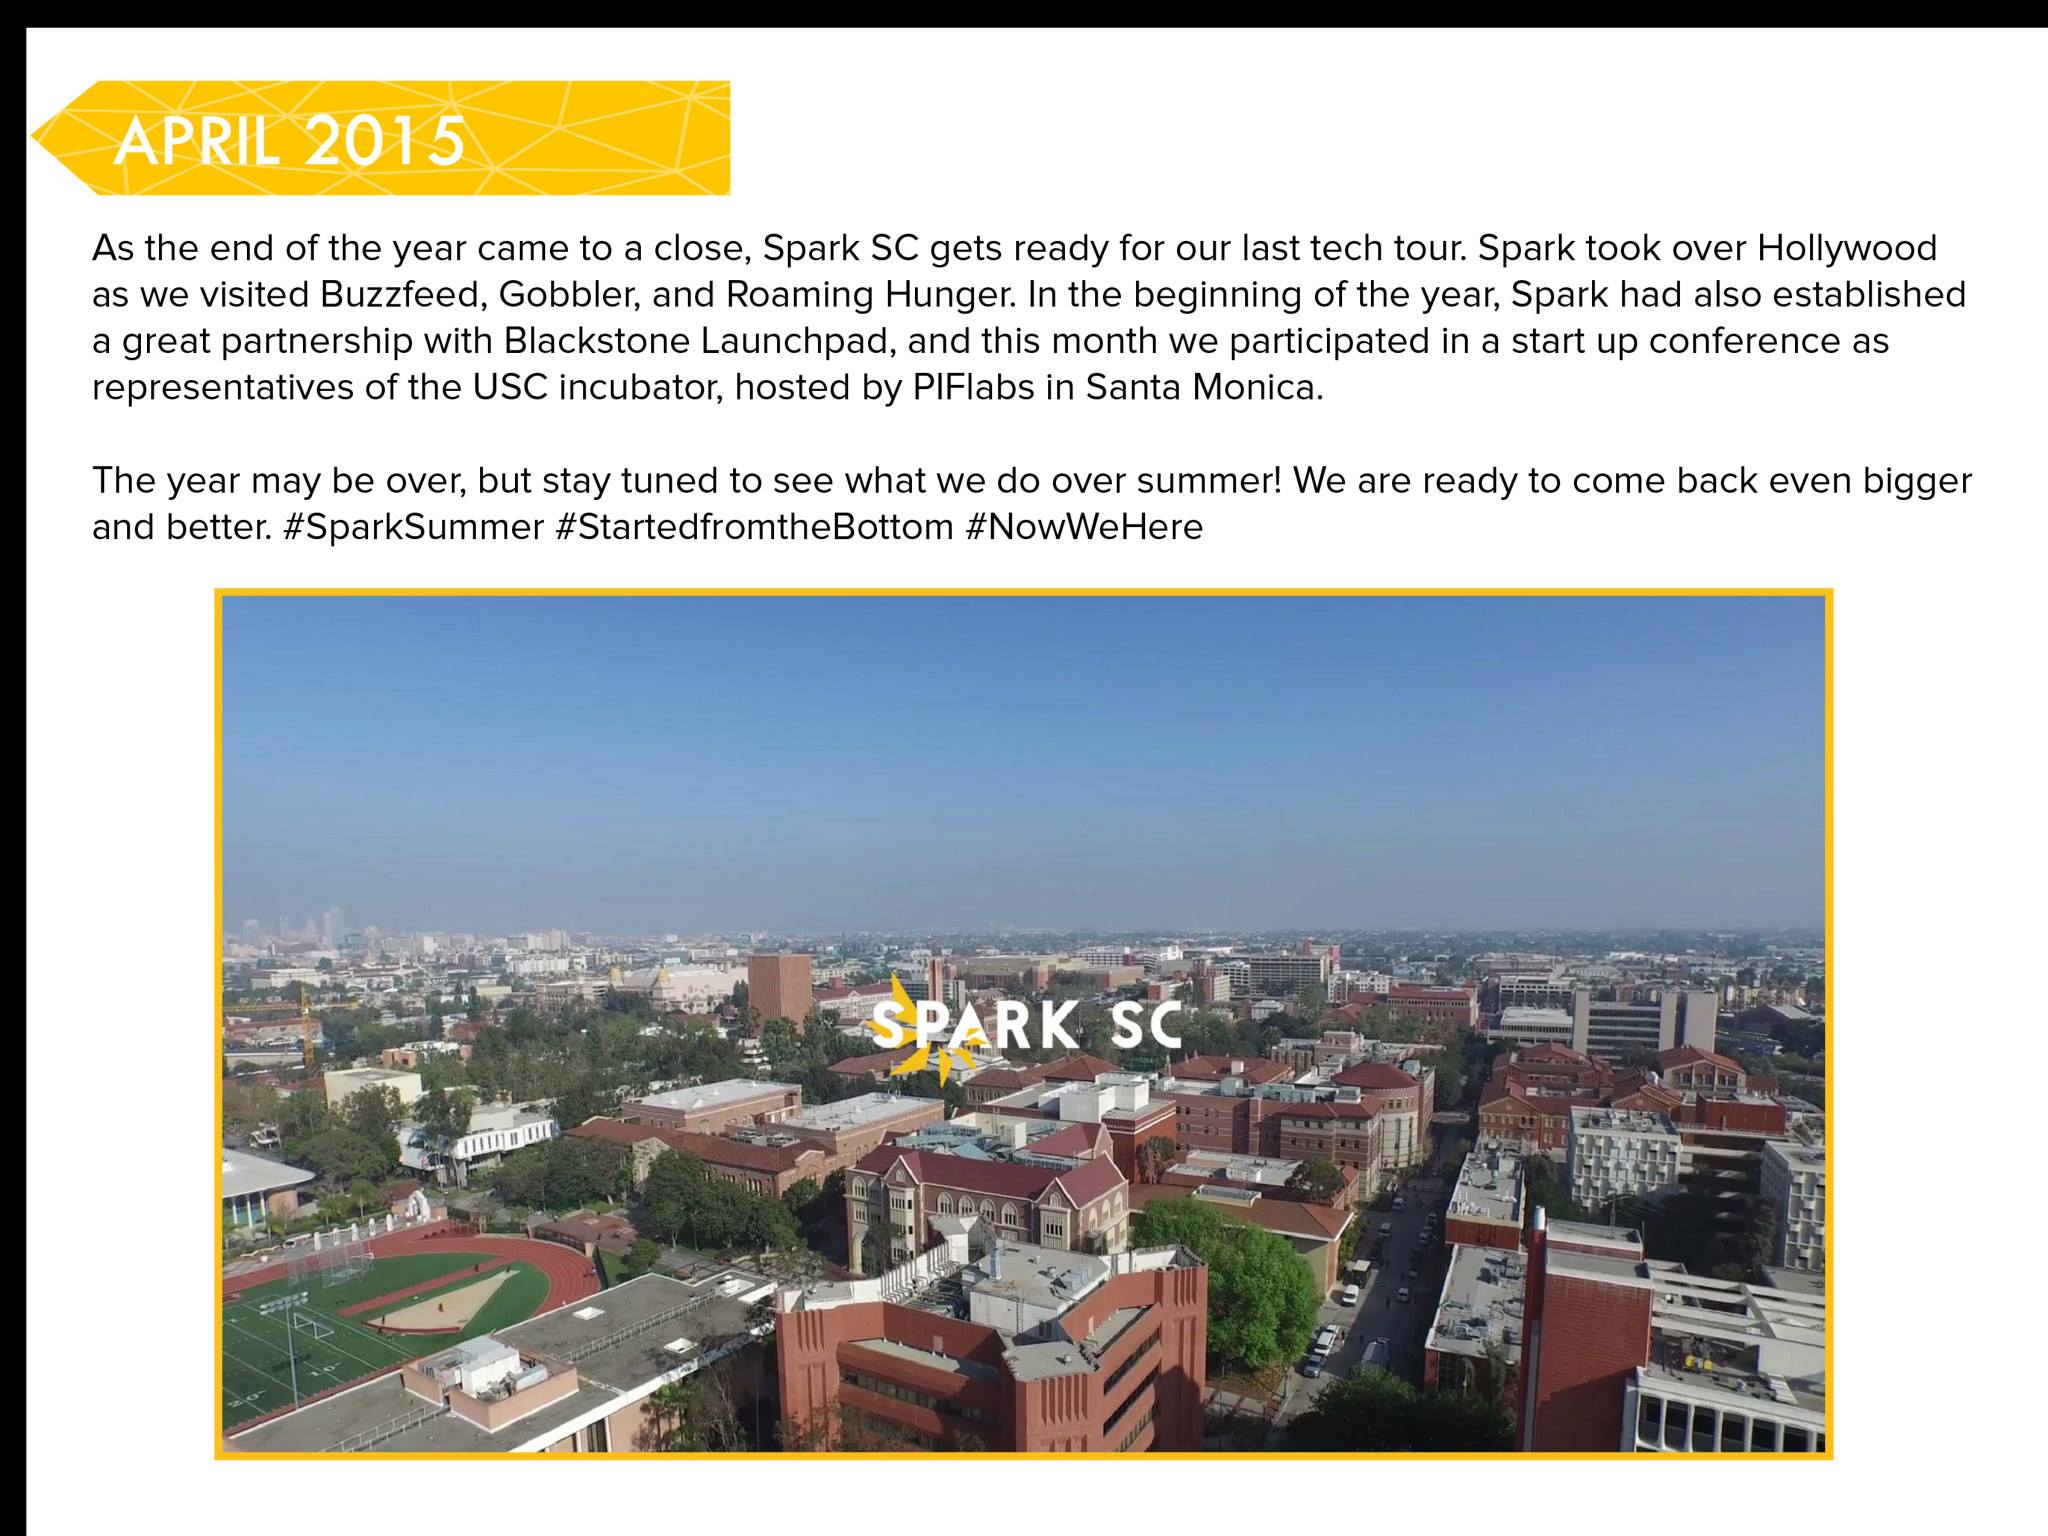 APRIL 2015
As the end of the year came to a close, Spark SC gets ready for our last tech tour. Spark took over Hollywood
as we visited Buzzfeed, Gobbler, and Roaming Hunger. In the beginning of the year, Spark had also established
a great partnership with Blackstone Launchpad, and this month we participated in a start up conference as
representatives of the USC incubator, hosted by PIFlabs in Santa Monica.
The year may be over, but stay tuned to see what we do over summer! We are ready to come back even bigger
and better. #SparkSummer #StartedfromtheBottom #NowWeHere
SPARK SC